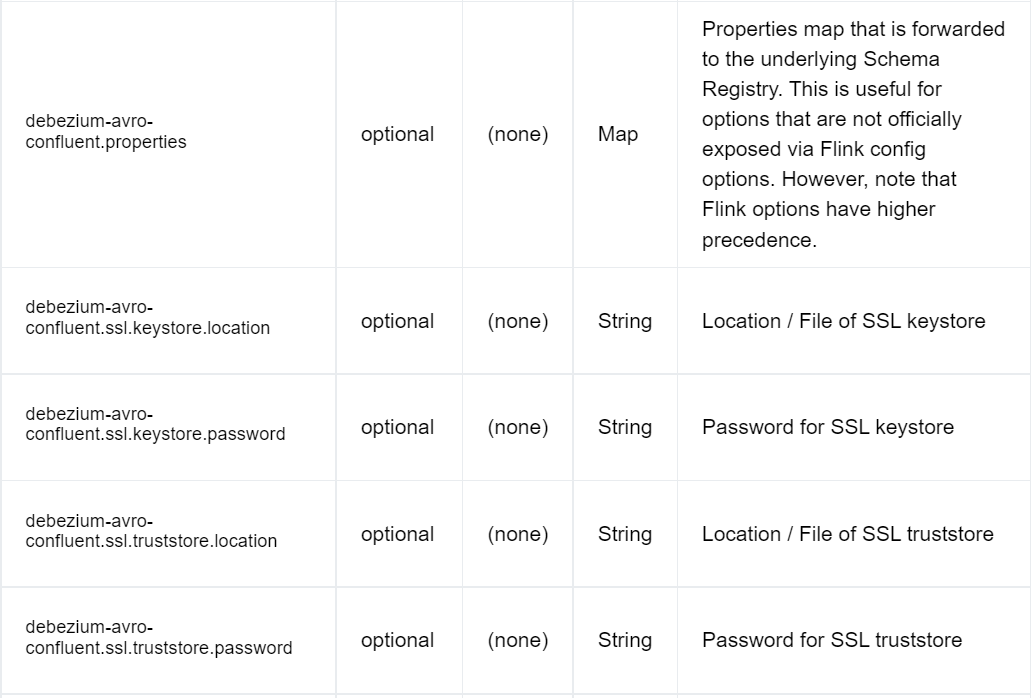 debezium-avro-
confluent.properties
optional
(none)
Map
Properties map that is forwarded
to the underlying Schema
Registry. This is useful for
options that are not officially
exposed via Flink config
options. However, note that
Flink options have higher
precedence.
debezium-avro-
confluent.ssl.keystore.location
optional
(none)
String
Location / File of SSL keystore
debezium-avro-
confluent.ssl.keystore.password
optional
(none)
String
Password for SSL keystore
debezium-avro-
confluent.ssl.truststore.location
optional
(none)
String
Location / File of SSL truststore
debezium-avro-
confluent.ssl.truststore.password
optional
(none)
String
Password for SSL truststore